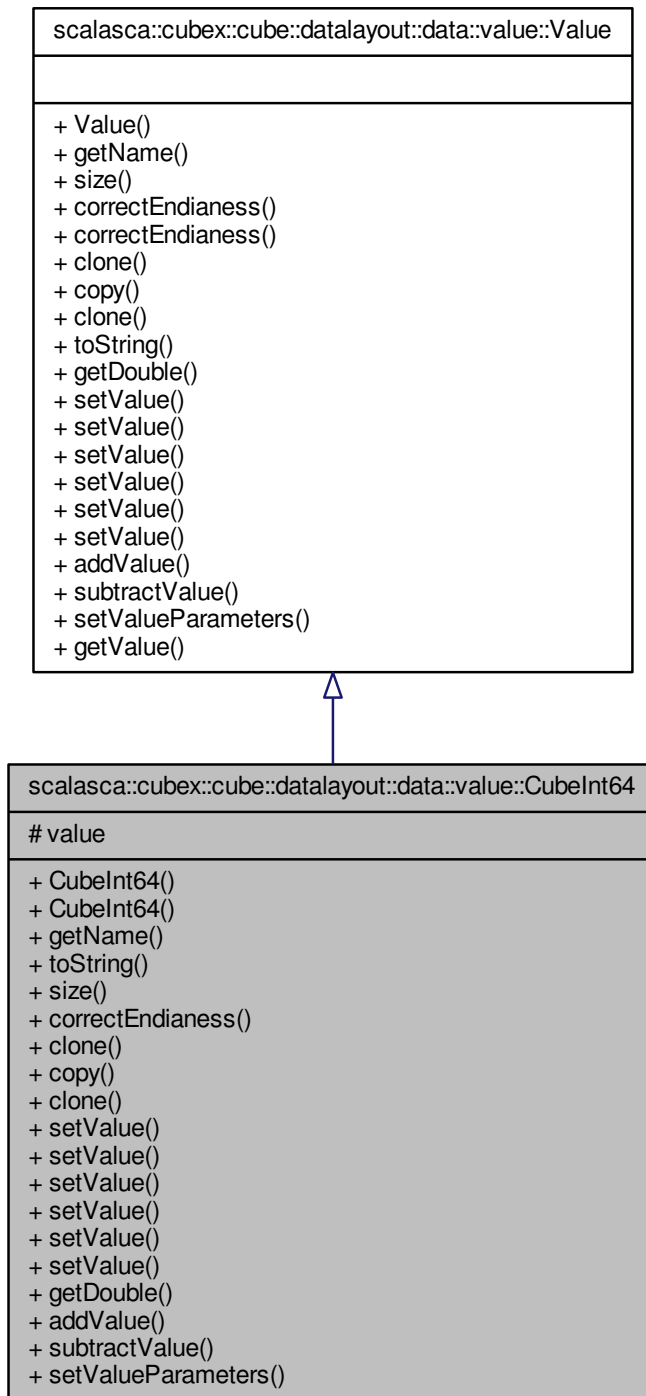 scalasca::cubex::cube::datalayout::data::value::Value
+ Value()
+ getName()
+ size()
+ correctEndianess()
+ correctEndianess()
+ clone()
+ copy()
+ clone()
+ toString()
+ getDouble()
+ setValue()
+ setValue()
+ setValue()
+ setValue()
+ setValue()
+ setValue()
+ addValue()
+ subtractValue()
+ setValueParameters()
+ getValue()
scalasca::cubex::cube::datalayout::data::value::CubeInt64
# value
+ CubeInt64()
+ CubeInt64()
+ getName()
+ toString()
+ size()
+ correctEndianess()
+ clone()
+ copy()
+ clone()
+ setValue()
+ setValue()
+ setValue()
+ setValue()
+ setValue()
+ setValue()
+ getDouble()
+ addValue()
+ subtractValue()
+ setValueParameters()